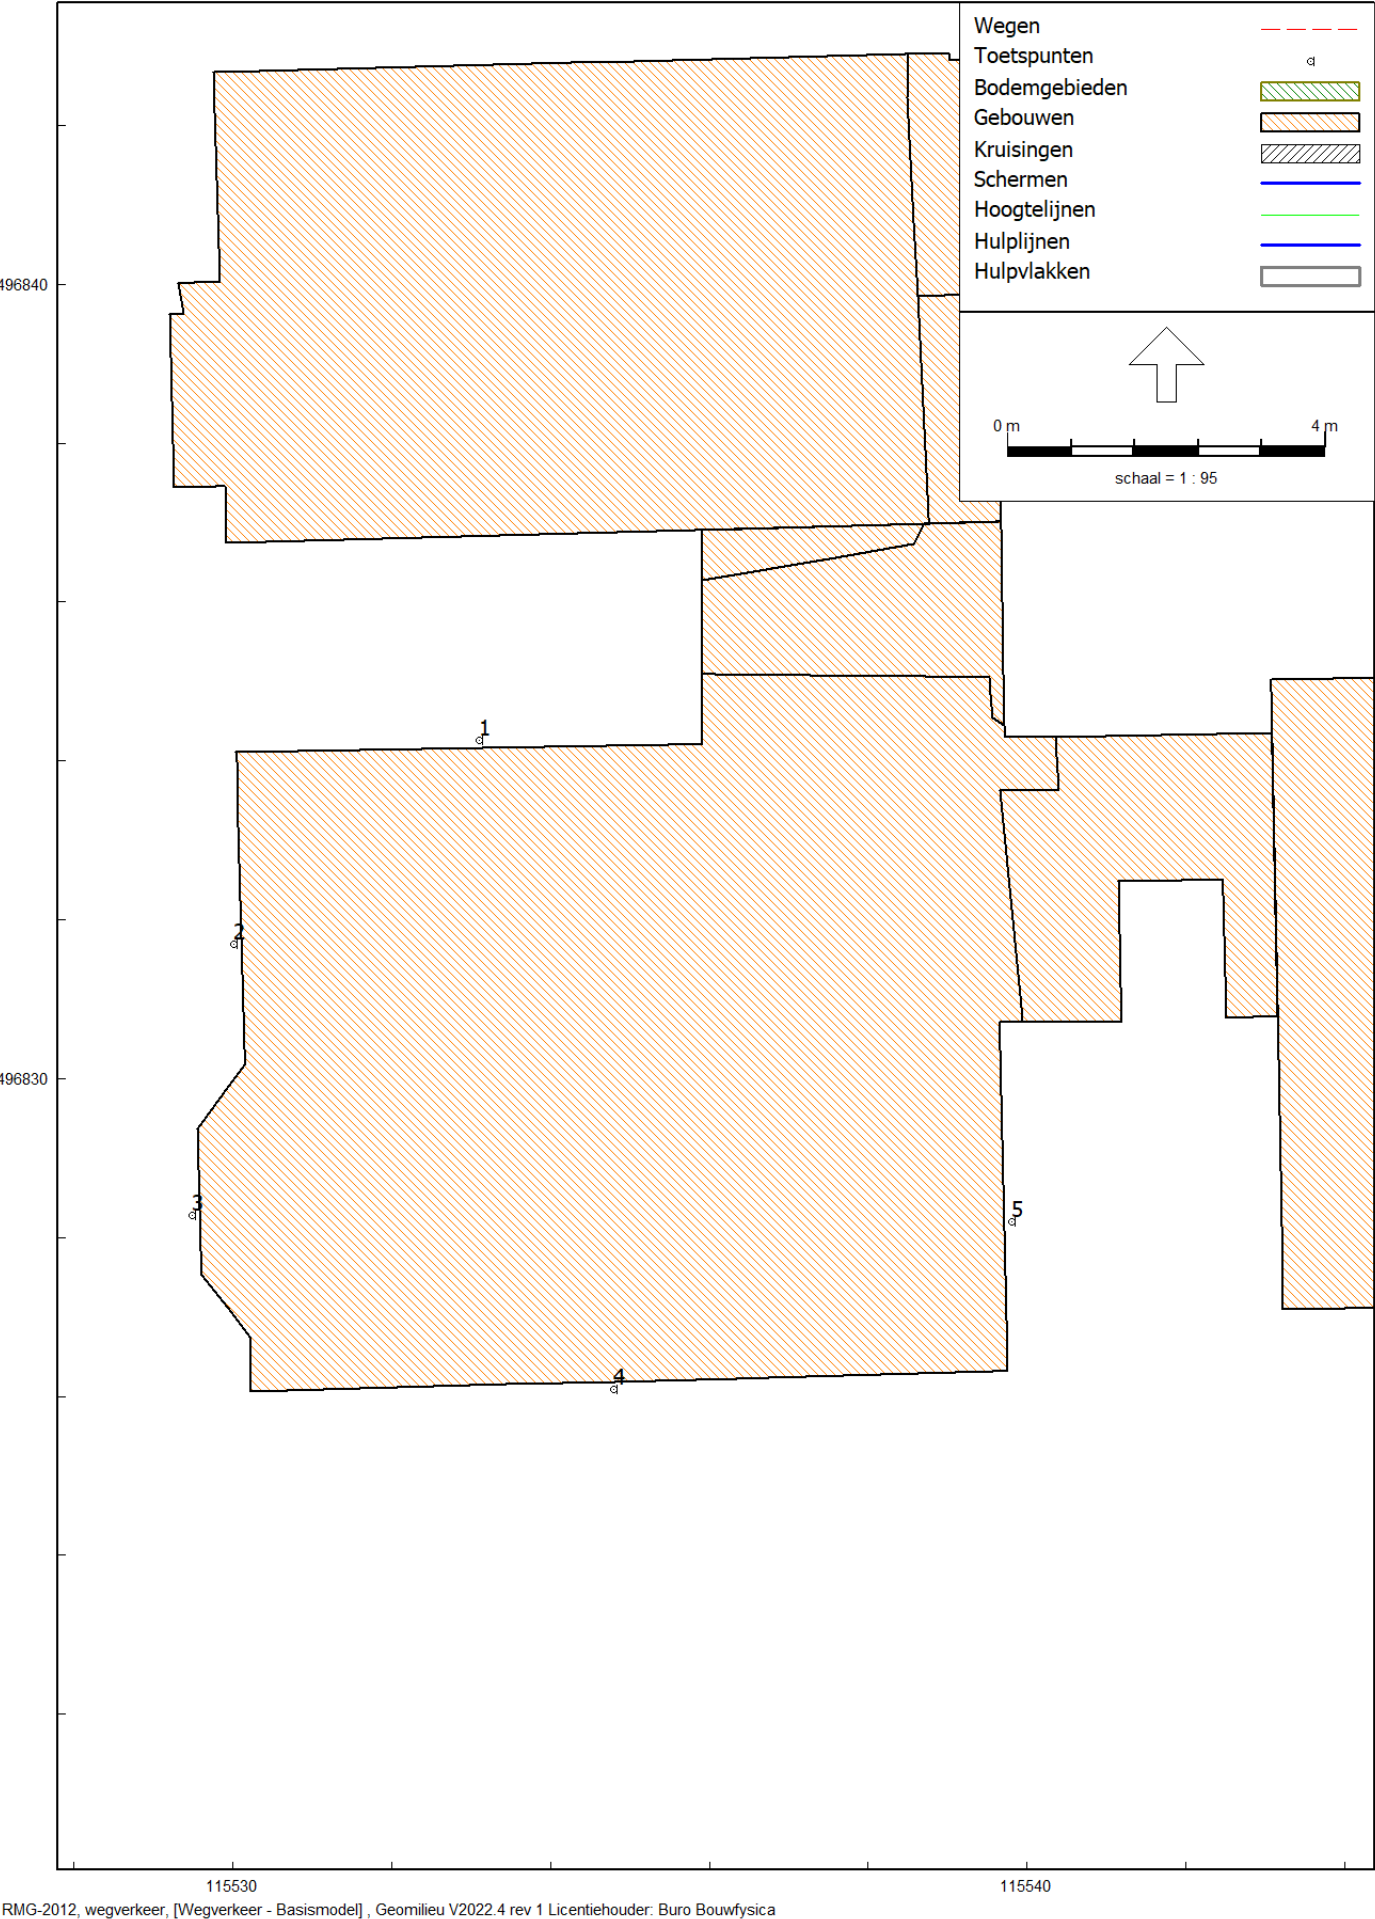 Wegen
Toetspunten
Bodemgebieden
Gebouwen
Kruisingen
Schermen
Hoogtelijnen
Hulplijnen
Hulpvlakken
0 m 4 m
schaal = 1 : 95
496840
1
2
496830
3
5
4
115530 115540
RMG-2012, wegverkeer, [Wegverkeer - Basismodel] , Geomilieu V2022.4 rev 1 Licentiehouder: Buro Bouwfysica